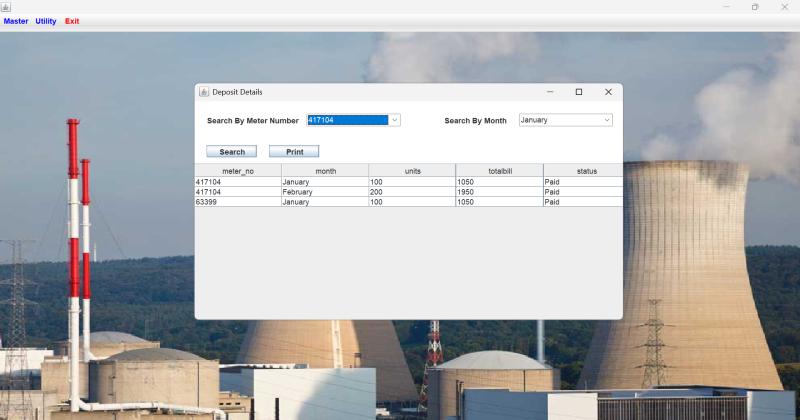 Master Utility Exit
Deposit Details
Search By Meter Number 417104 Search By Month January
Search Print
meter_no month units totalbill status
417104 January 100 1050 Paid
417104 February 200 1950 Paid
63399 January 100 1050 Paid